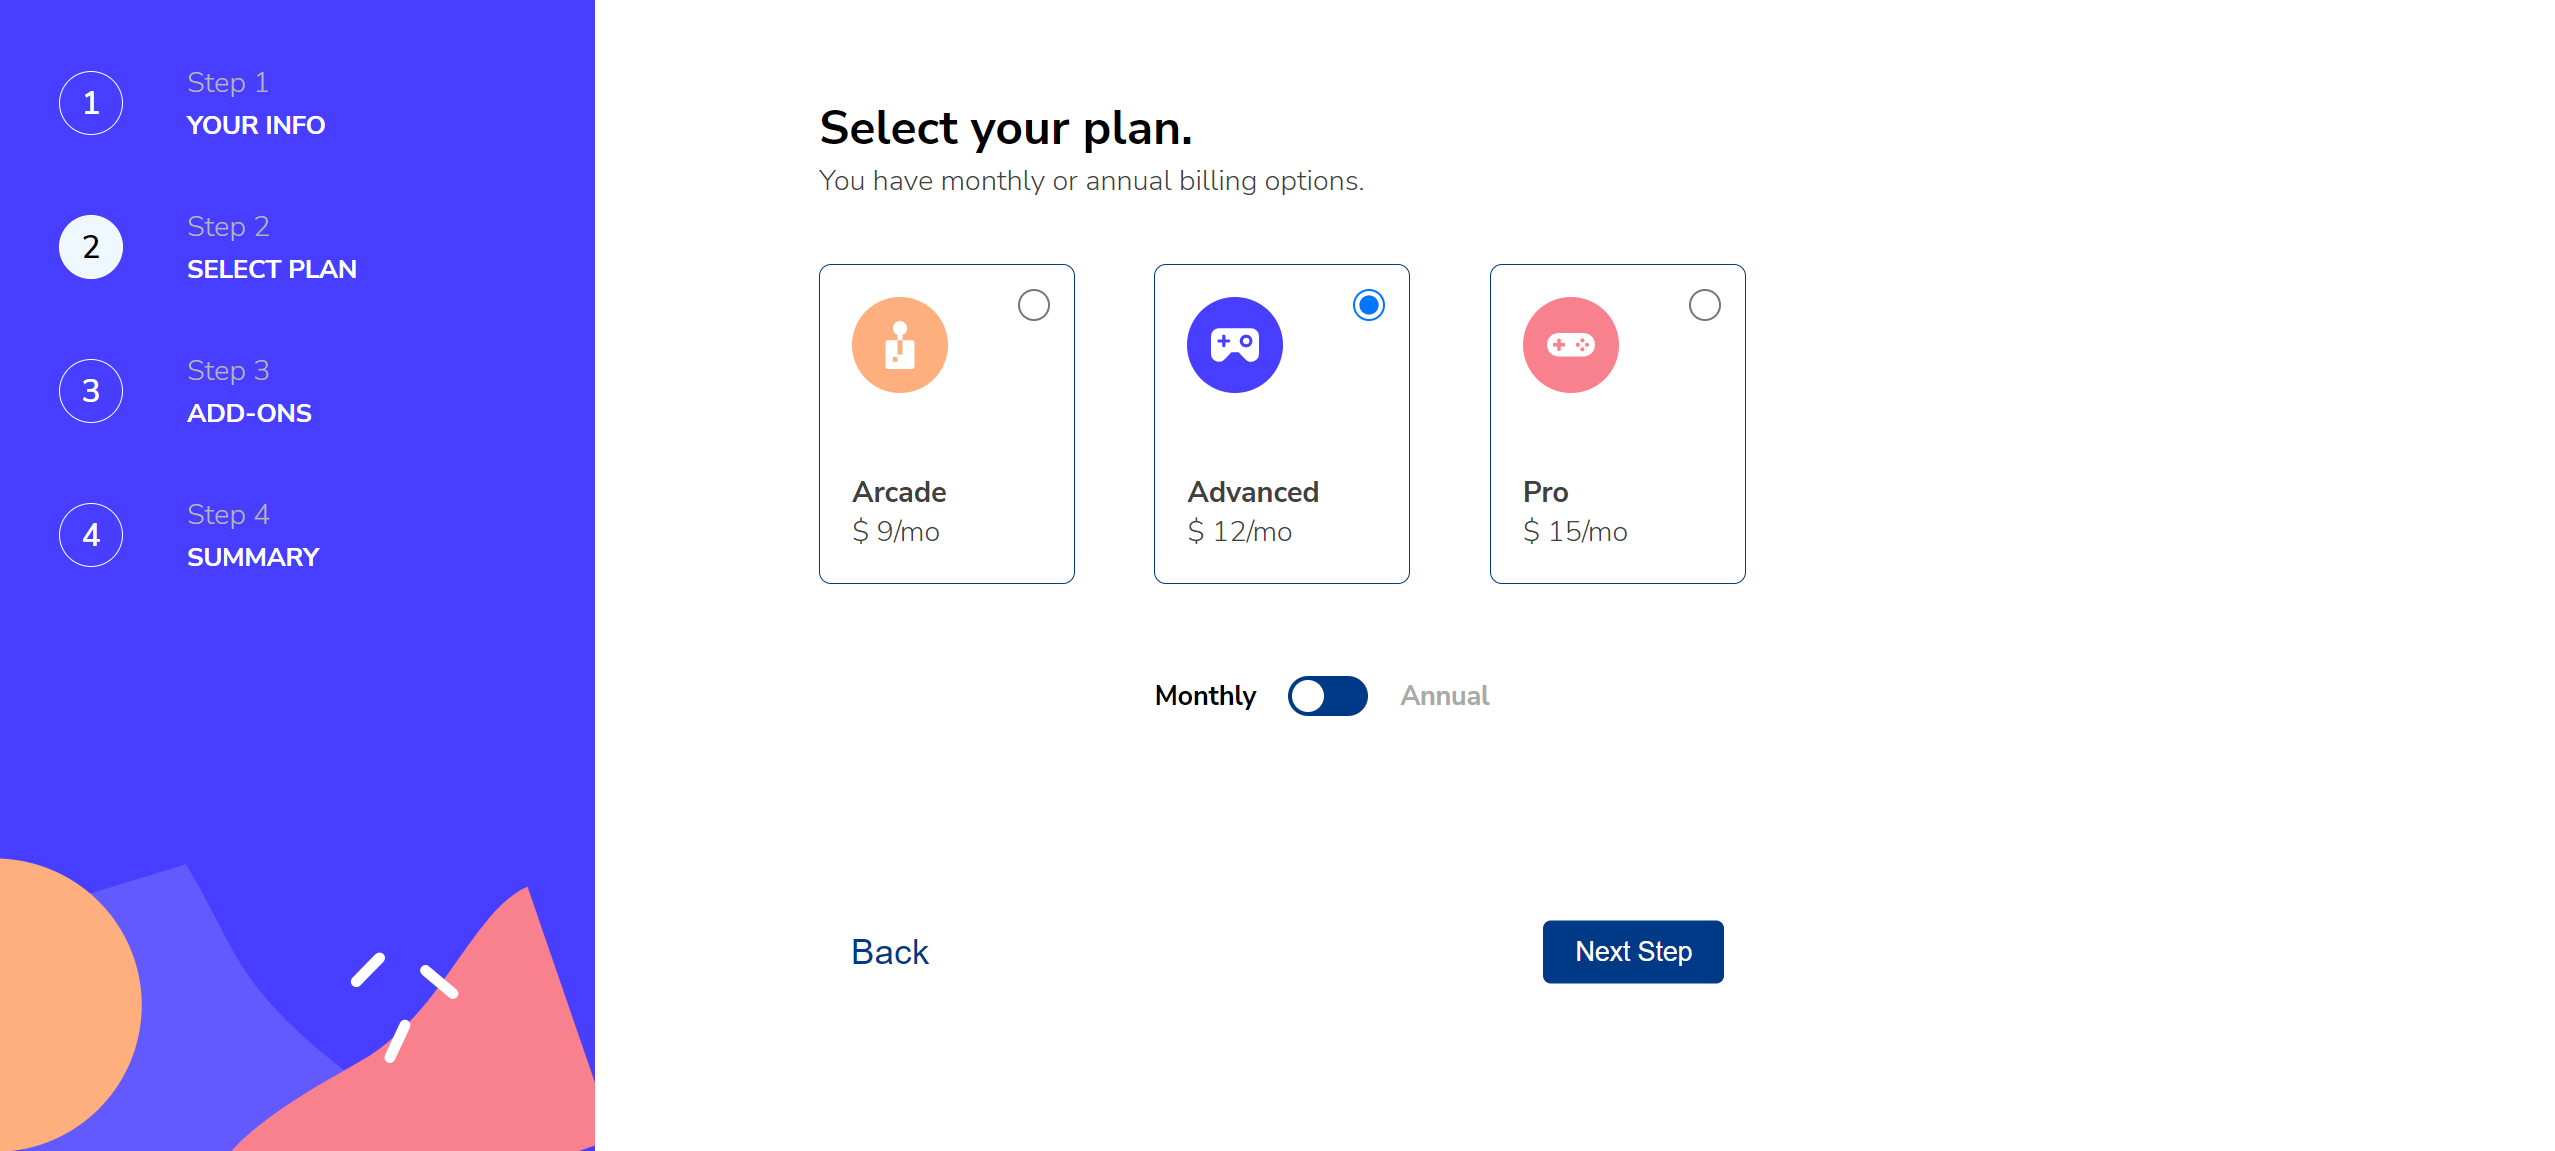 1
Step 1
YOUR INFO
2
Step 2
SELECT PLAN
3
Step 3
ADD-ONS
4
Step 4
SUMMARY
Select your plan.
You have monthly or annual billing options.
Arcade
$ 9/mo
Advanced
$ 12/mo
Pro
$ 15/mo
Monthly
Annual
Back
Next Step